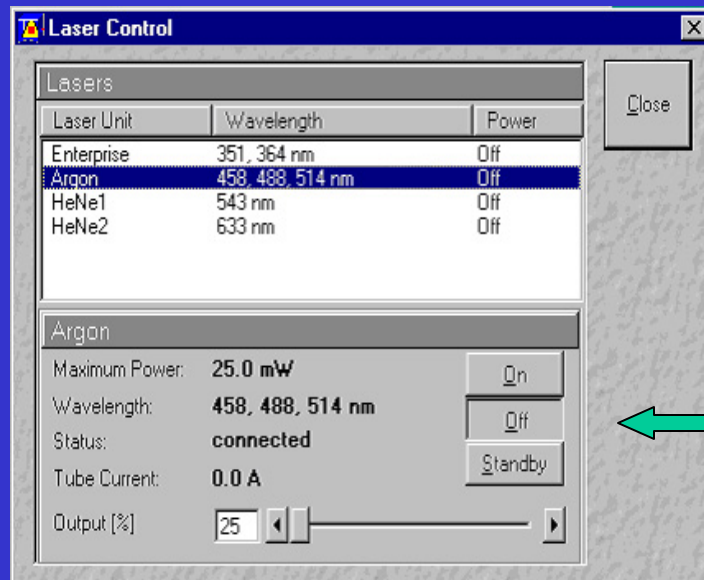 Laser Control
Lasers
Close
Laser Unit Wavelength Power
Enterprise 351, 364 nm Off
Argon 458, 488, 514 nm Off
HeNe1 543 nm Off
HeNe2 633 nm Off
Argon
Maximum Power: 25.0 mW On
Wavelength: 458, 488, 514 nm Off
Status: connected
Standby
Tube Current: 0.0 A
Output [%] 25